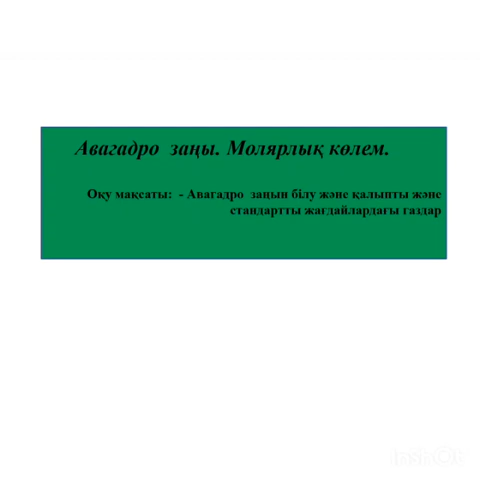 Авагадро заңы. Молярлық көлем.
Оқу мақсаты: - Авагадро заңын білу және қалыпты және
стандартты жағдайлардағы газдар